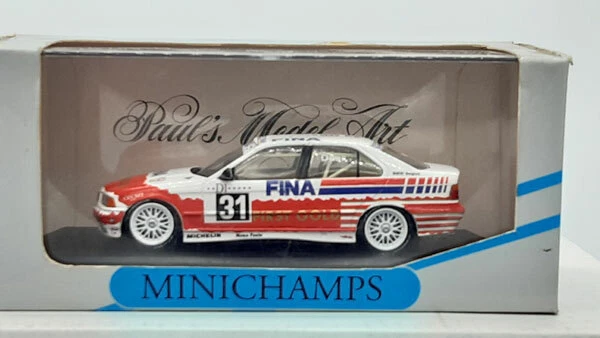 Paul's Model Art
FINA
31
FIRST GOLD
MICHELIN
MINICHAMPS